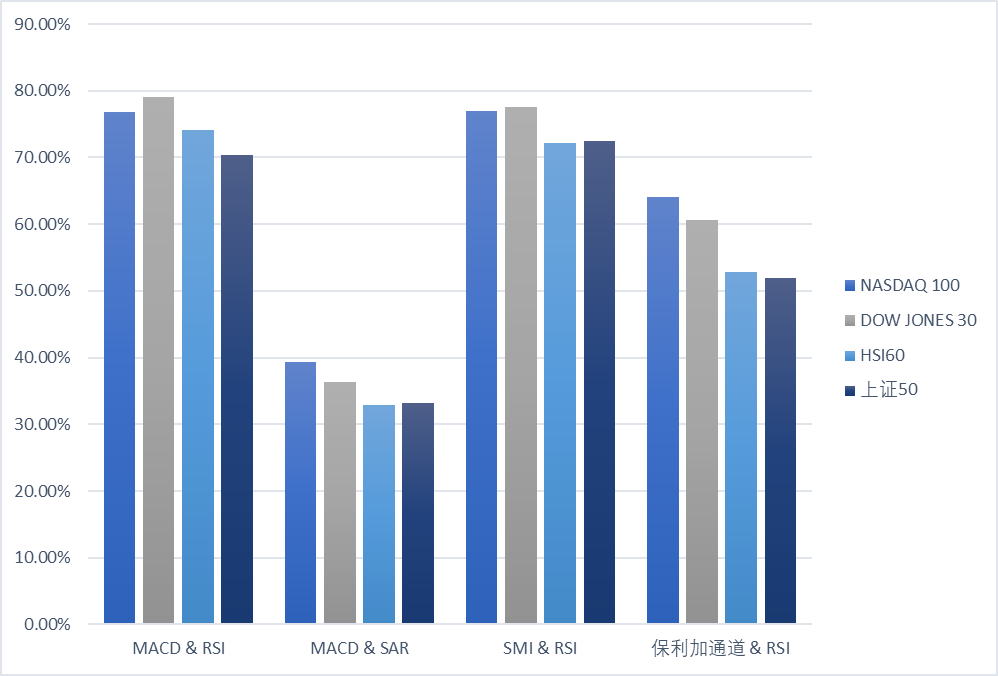 90.00%
80.00%
70.00%
60.00%
50.00%
40.00%
30.00%
20.00%
10.00%
0.00%
MACD & RSI
MACD & SAR
SMI & RSI
保利加通道 & RSI
NASDAQ 100
DOW JONES 30
HSI60
上证50